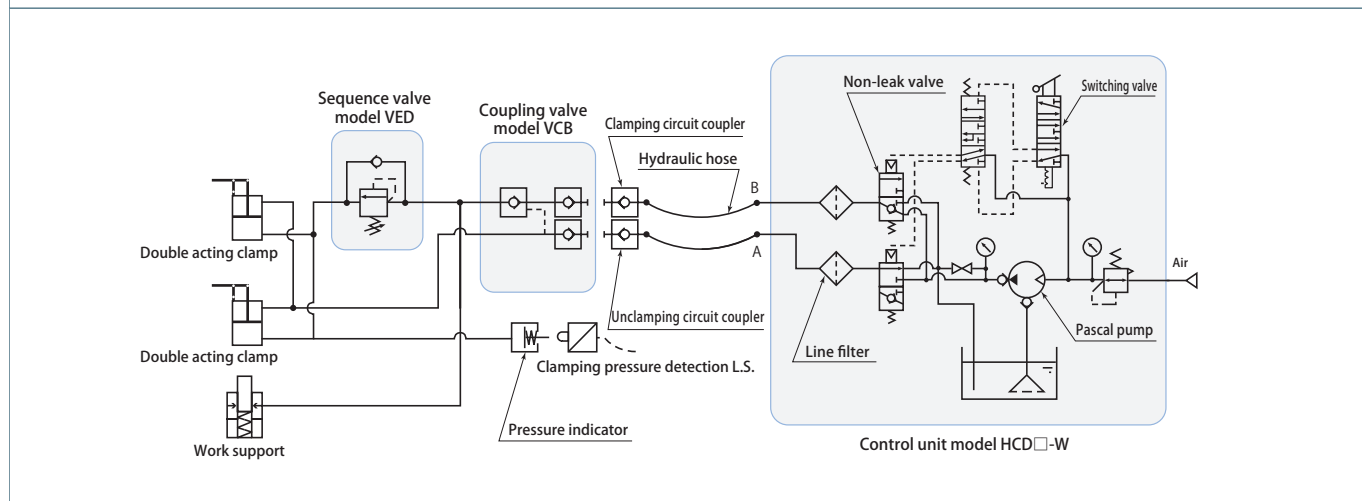 Sequence valve
model VED
Coupling valve
model VCB
Clamping circuit coupler
Hydraulic hose
B
A
Unclamping circuit coupler
Non-leak valve
Switching valve
Air
Pascal pump
Line filter
Double acting clamp
Double acting clamp
Clamping pressure detection L.S.
Pressure indicator
Work support
Control unit model HCD□-W